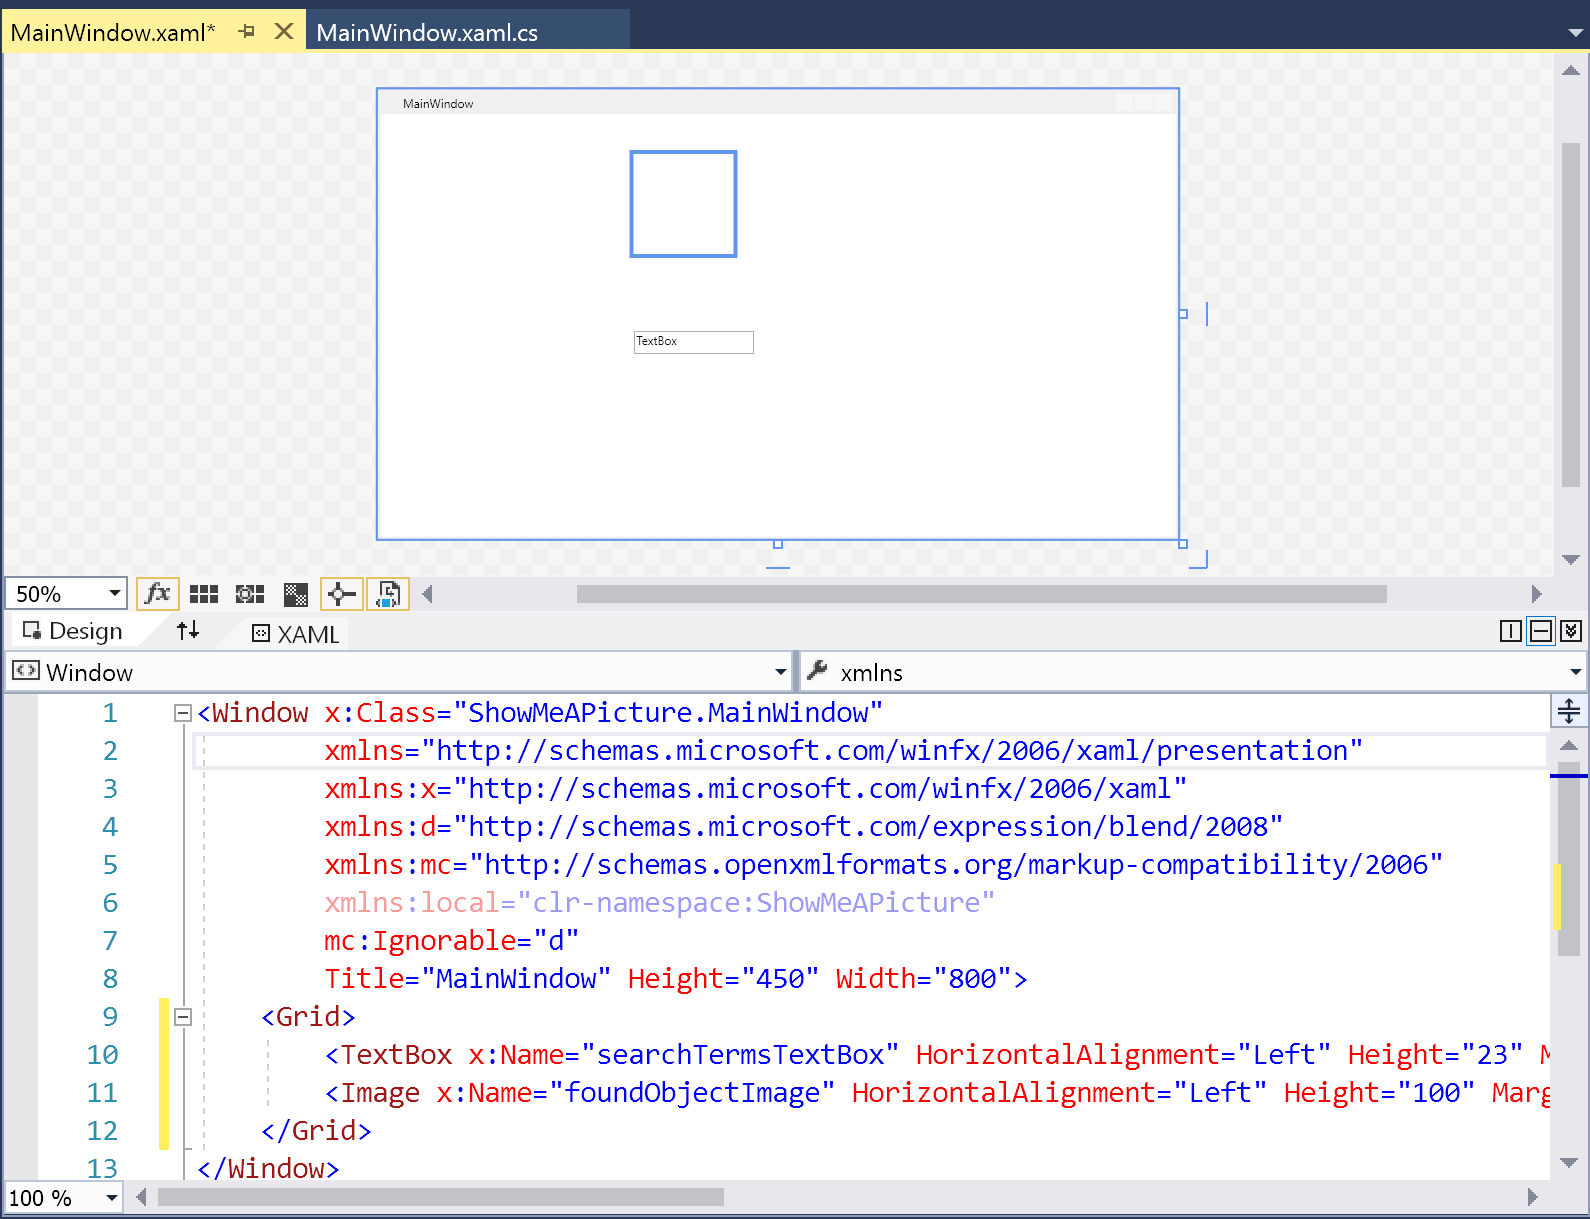 MainWindow.xaml* MainWindow.xaml.cs
MainWindow
TextBox
50% fx
Design XAML
Window xmlns
1 <Window x:Class="ShowMeAPicture.MainWindow"
2 xmlns="http://schemas.microsoft.com/winfx/2006/xaml/presentation"
3 xmlns:x="http://schemas.microsoft.com/winfx/2006/xaml"
4 xmlns:d="http://schemas.microsoft.com/expression/blend/2008"
5 xmlns:mc="http://schemas.openxmlformats.org/markup-compatibility/2006"
6 xmlns:local="clr-namespace:ShowMeAPicture"
7 mc:Ignorable="d"
8 Title="MainWindow" Height="450" Width="800">
9 <Grid>
10 <TextBox x:Name="searchTermsTextBox" HorizontalAlignment="Left" Height="23"
11 <Image x:Name="foundObjectImage" HorizontalAlignment="Left" Height="100" Marg
12 </Grid>
13 </Window>
100 %